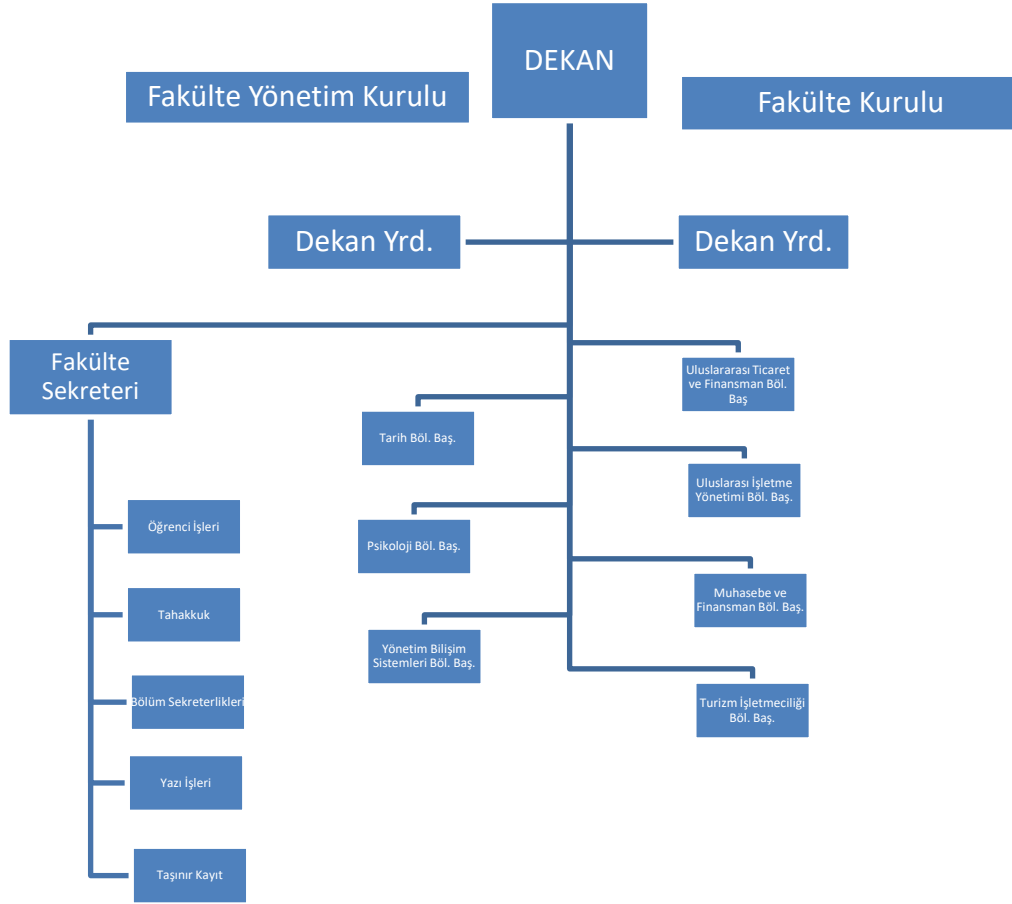 DEKAN
Fakülte Yönetim Kurulu
Fakülte Kurulu
Dekan Yrd.
Dekan Yrd.
Fakülte
Sekreteri
Uluslararası Ticaret
ve Finansman Böl.
Baş
Tarih Böl. Baş.
Uluslarası İşletme
Yönetimi Böl. Baş.
Öğrenci İşleri
Psikoloji Böl. Baş.
Muhasebe ve
Finansman Böl. Baş.
Tahakkuk
Yönetim Bilişim
Sistemleri Böl. Baş.
Bölüm Sekreterlikleri
Turizm İşletmeciliği
Böl. Baş.
Yazı İşleri
Taşınır Kayıt